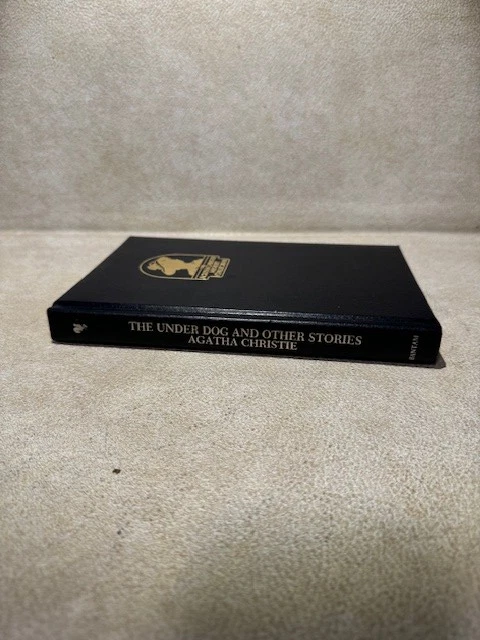 THE UNDER DOG AND OTHER STORIES
AGATHA CHRISTIE
BANTAM